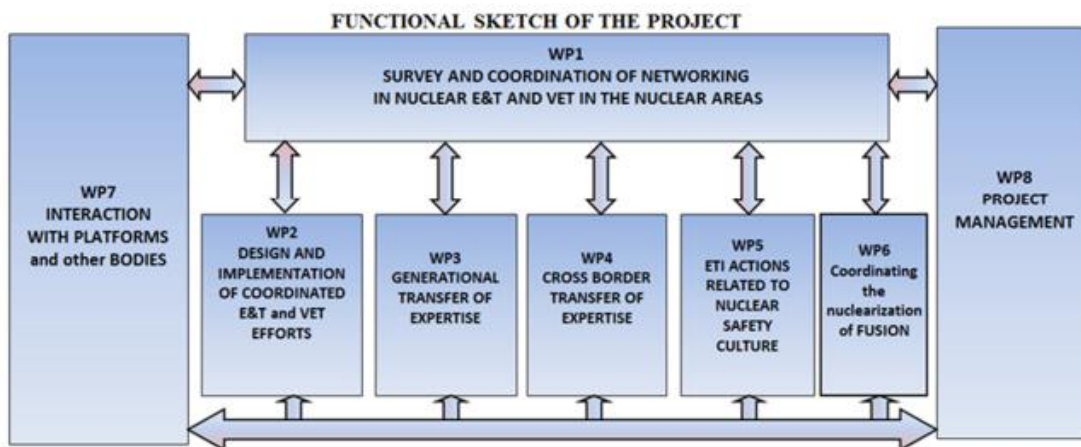 FUNCTIONAL SKETCH OF THE PROJECT
WP1
SURVEY AND COORDINATION OF NETWORKING
IN NUCLEAR E&T AND VET IN THE NUCLEAR AREAS
WP7
INTERACTION
WITH PLATFORMS
and other BODIES
WP8
PROJECT
MANAGEMENT
WP2
DESIGN AND
IMPLEMENTATION
OF COORDINATED
E&T and VET
EFFORTS
WP3
GENERATIONAL
TRANSFER OF
EXPERTISE
WP4
CROSS BORDER
TRANSFER OF
EXPERTISE
WP5
ETI ACTIONS
RELATED TO
NUCLEAR
SAFETY
CULTURE
WP6
Coordinating
the
nuclearization
of FUSION